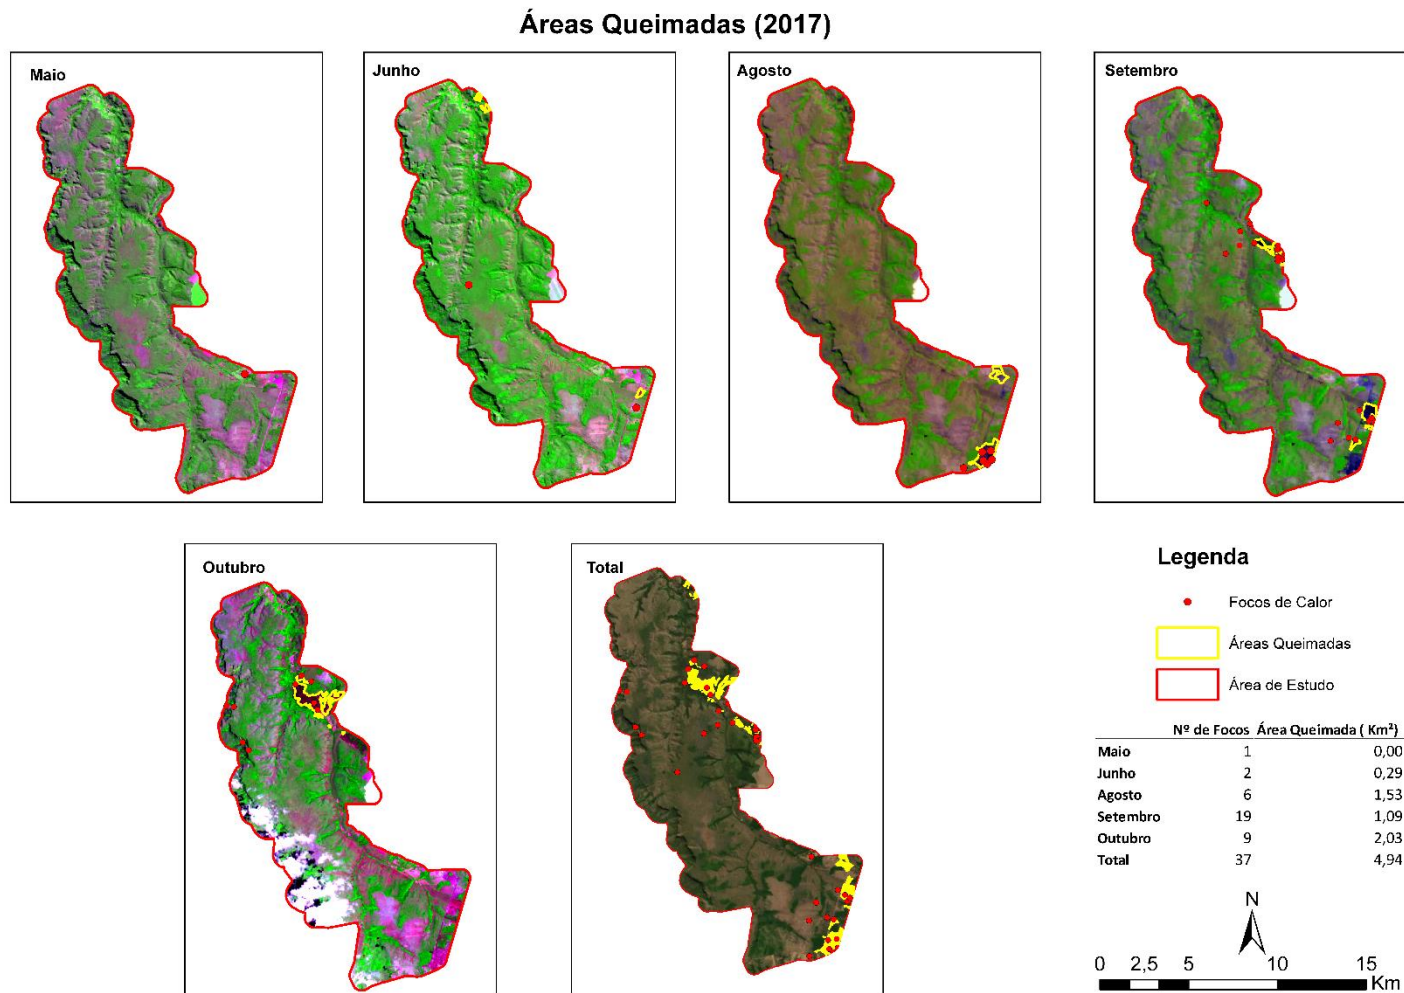 Áreas Queimadas (2017)
Maio
Junho
Agosto
Setembro
Outubro
Total
Legenda
Focos de Calor
Áreas Queimadas
Área de Estudo
Nº de Focos Área Queimada ( Km²)
Maio 1 0,00
Junho 2 0,29
Agosto 6 1,53
Setembro 19 1,09
Outubro 9 2,03
Total 37 4,94
N
0 2,5 5 10 15
Km